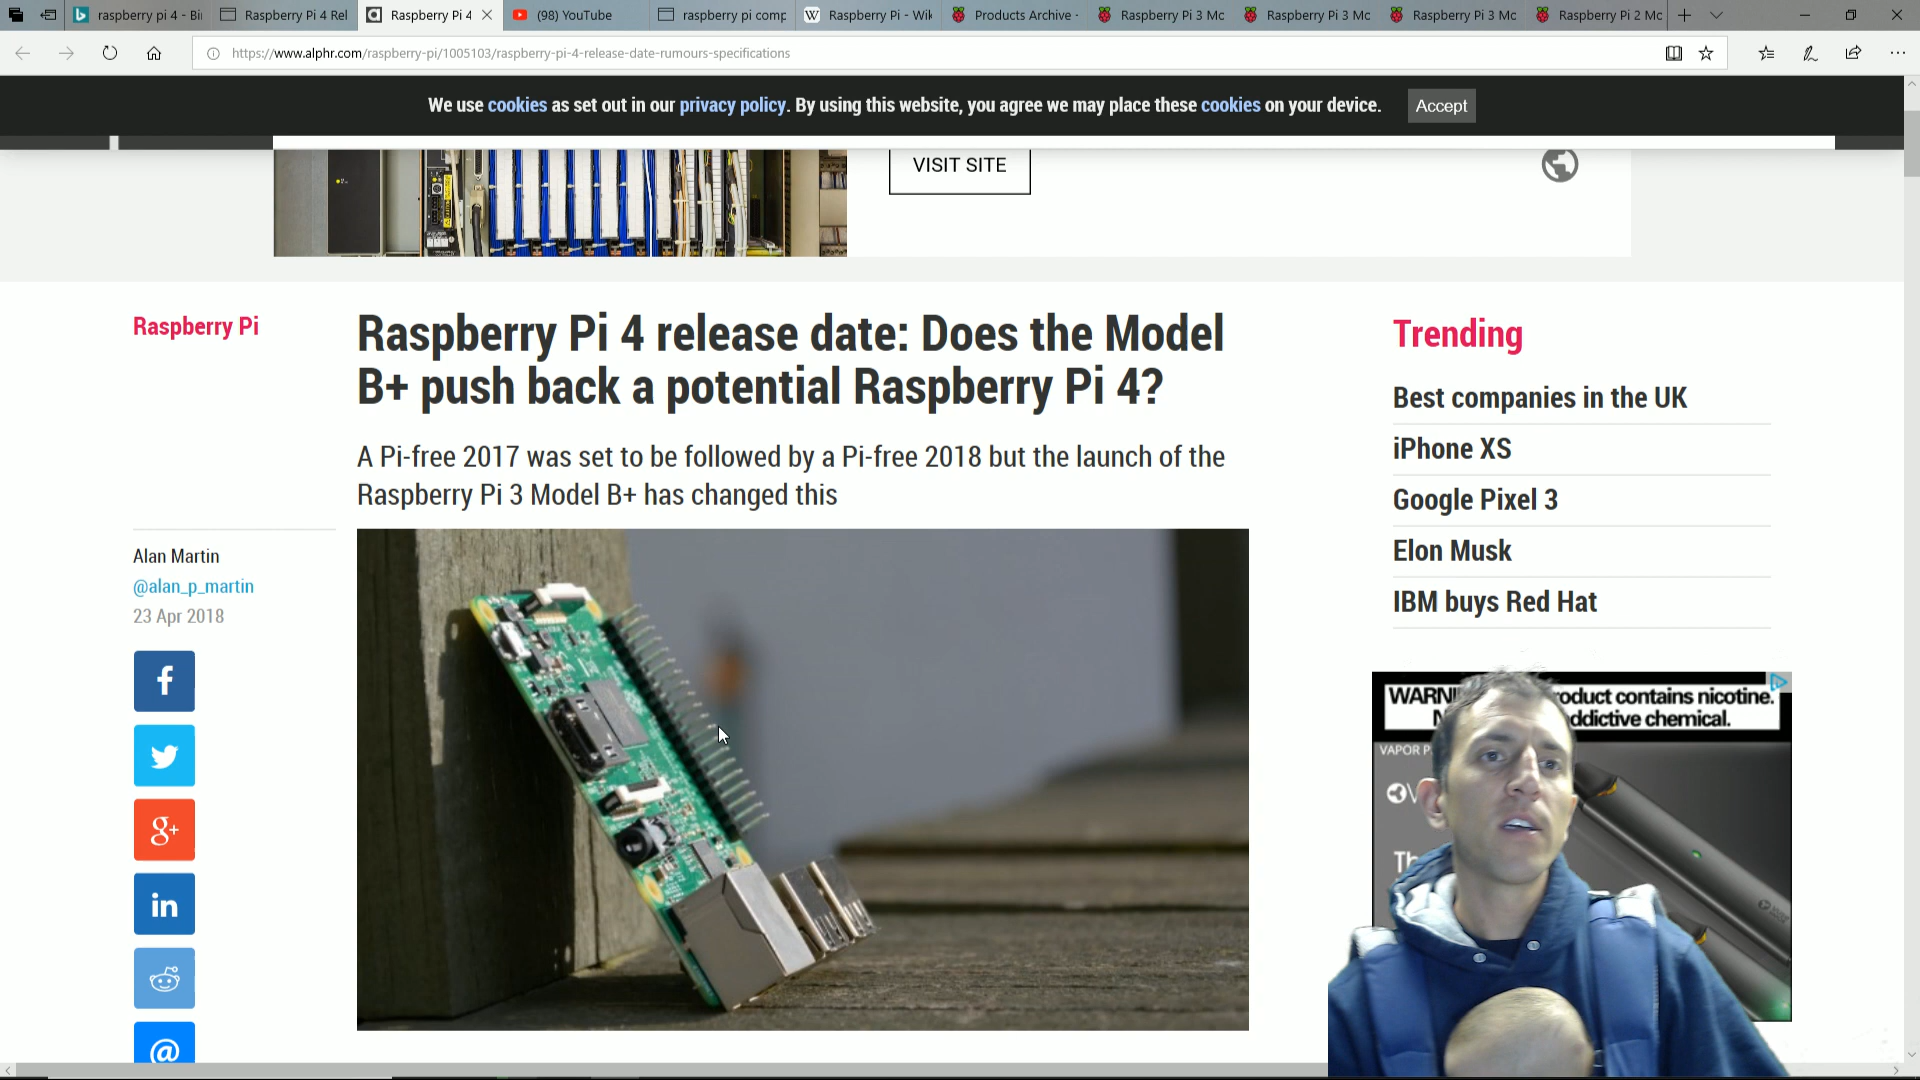 raspberry pi 4 - Bi
Raspberry Pi 4 Rel
Raspberry Pi 4
(98) YouTube
raspberry pi comp
W Raspberry Pi - Wik
Products Archive -
Raspberry Pi 3 Mc
Raspberry Pi 3 Mc
Raspberry Pi 3 Mc
Raspberry Pi 2 Mc
https://www.alphr.com/raspberry-pi/1005103/raspberry-pi-4-release-date-rumours-specifications
We use cookies as set out in our privacy policy. By using this website, you agree we may place these cookies on your device.
Accept
VISIT SITE
Raspberry Pi
Raspberry Pi 4 release date: Does the Model
B+ push back a potential Raspberry Pi 4?
A Pi-free 2017 was set to be followed by a Pi-free 2018 but the launch of the
Raspberry Pi 3 Model B+ has changed this
Alan Martin
@alan_p_martin
23 Apr 2018
f
g+
in
@
Trending
Best companies in the UK
iPhone XS
Google Pixel 3
Elon Musk
IBM buys Red Hat
contains nicotine.
chemical.
VAPOR